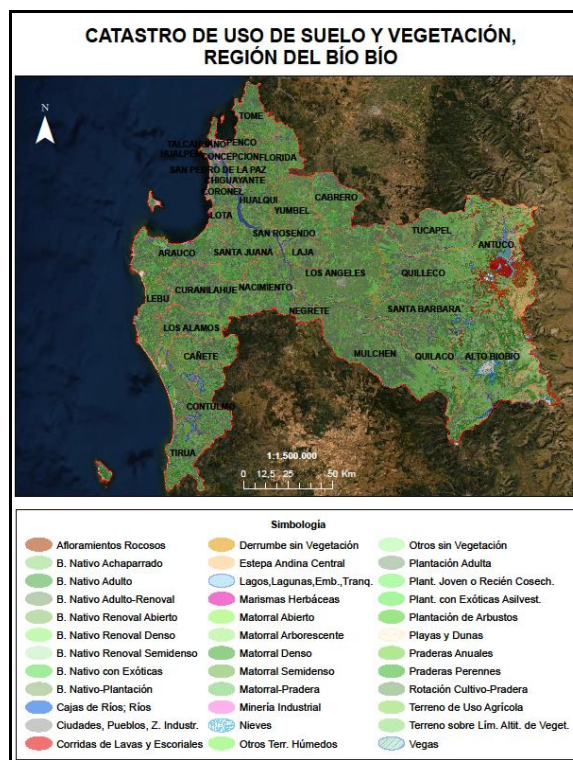 CATASTRO DE USO DE SUELO Y VEGETACIÓN,
REGIÓN DEL BÍO BÍO
N
TOME
TALCAHUANO PENCO
HUALPEN CONCEPCION FLORIDA
SAN PEDRO DE LA PAZ
CHIGUAYANTE
CORONEL
HUALQUI
CABRERO
LOTA
YUMBEL
TUCAPEL
SAN ROSENDO
ANTUCO
ARAUCO
SANTA JUANA
LAJA
LOS ANGELES
QUILLECO
CURANILAHUE
NACIMIENTO
LEBU
NEGRETE
SANTA BARBARA
LOS ALAMOS
CAÑETE
MULCHEN
QUILACO
ALTO BIOBIO
CONTULMO
TIRUA
1:1.500.000
0 12,5 25 50 Km
Simbología
Afloramientos Rocosos
B. Nativo Achaparrado
B. Nativo Adulto
B. Nativo Adulto-Renoval
B. Nativo Renoval Abierto
B. Nativo Renoval Denso
B. Nativo Renoval Semidenso
B. Nativo con Exóticas
B. Nativo-Plantación
Cajas de Ríos; Ríos
Ciudades, Pueblos, Z. Industr.
Corridas de Lavas y Escoriales
Derrumbe sin Vegetación
Estepa Andina Central
Lagos,Lagunas,Emb.,Tranq.
Marismas Herbáceas
Matorral Abierto
Matorral Arborescente
Matorral Denso
Matorral Semidenso
Matorral-Pradera
Minería Industrial
Nieves
Otros Terr. Húmedos
Otros sin Vegetación
Plantación Adulta
Plant. Joven o Recién Cosech.
Plant. con Exóticas Asilvest.
Plantación de Arbustos
Playas y Dunas
Praderas Anuales
Praderas Perennes
Rotación Cultivo-Pradera
Terreno de Uso Agrícola
Terreno sobre Lím. Altit. de Veget.
Vegas